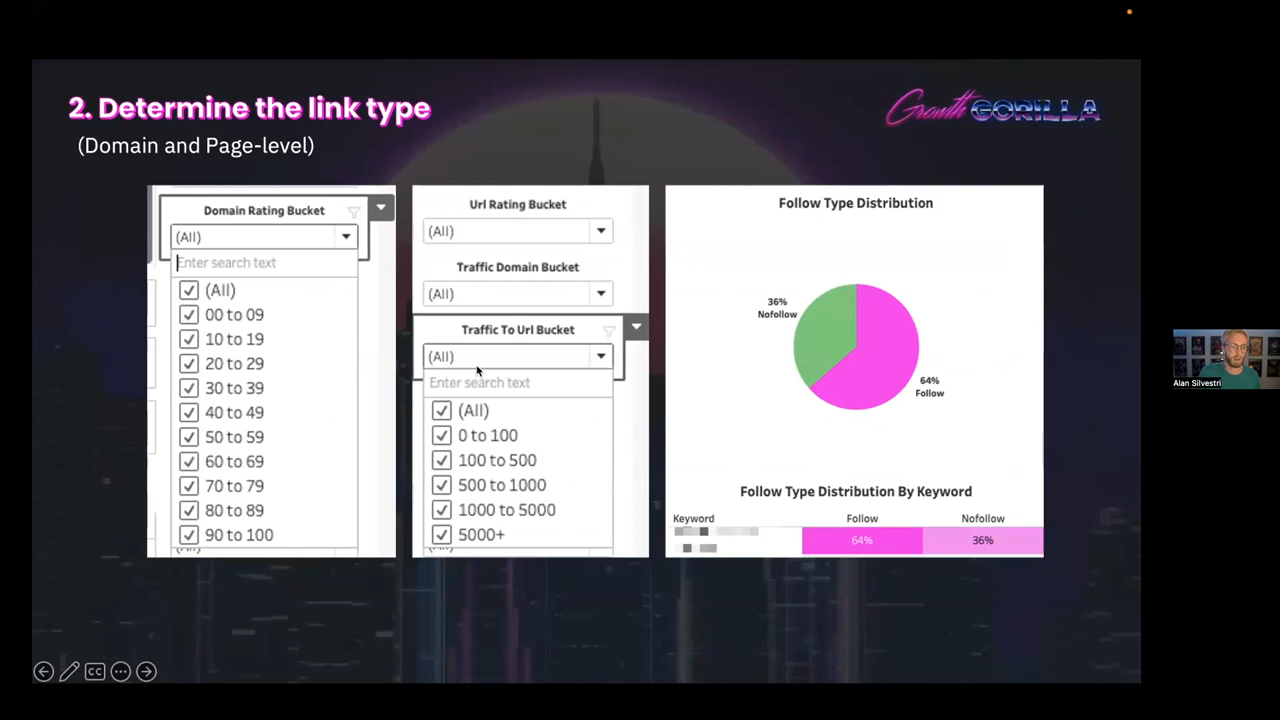 2. Determine the link type
(Domain and Page-level)
Growth GORILLA
Domain Rating Bucket
(All)
Enter search text
(All)
00 to 09
10 to 19
20 to 29
30 to 39
40 to 49
50 to 59
60 to 69
70 to 79
80 to 89
90 to 100
Url Rating Bucket
(All)
Traffic Domain Bucket
(All)
Traffic To Url Bucket
(All)
Enter search text
(All)
0 to 100
100 to 500
500 to 1000
1000 to 5000
5000+
Follow Type Distribution
36%
Nofollow
64%
Follow
Follow Type Distribution By Keyword
Keyword Follow Nofollow
64% 36%
CC
Alan Silvestri